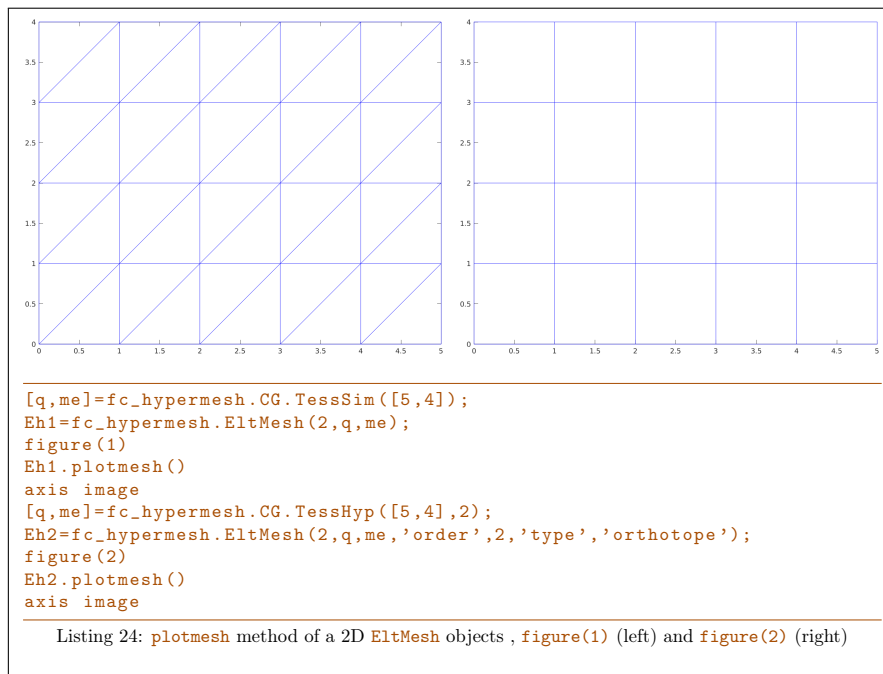 4
3.5
3
2.5
2
1.5
1
0.5
0
0 0.5 1 1.5 2 2.5 3 3.5 4 4.5 5
4
3.5
3
2.5
2
1.5
1
0.5
0
0 0.5 1 1.5 2 2.5 3 3.5 4 4.5 5
[q,me]=fc_hypermesh.CG.TessSim([5,4]);
Eh1=fc_hypermesh.EltMesh(2,q,me);
figure(1)
Eh1.plotmesh()
axis image
[q,me]=fc_hypermesh.CG.TessHyp([5,4],2);
Eh2=fc_hypermesh.EltMesh(2,q,me,’order’,2,’type’,’orthotope’);
figure(2)
Eh2.plotmesh()
axis image
Listing 24: plotmesh method of a 2D EltMesh objects , figure(1) (left) and figure(2) (right)